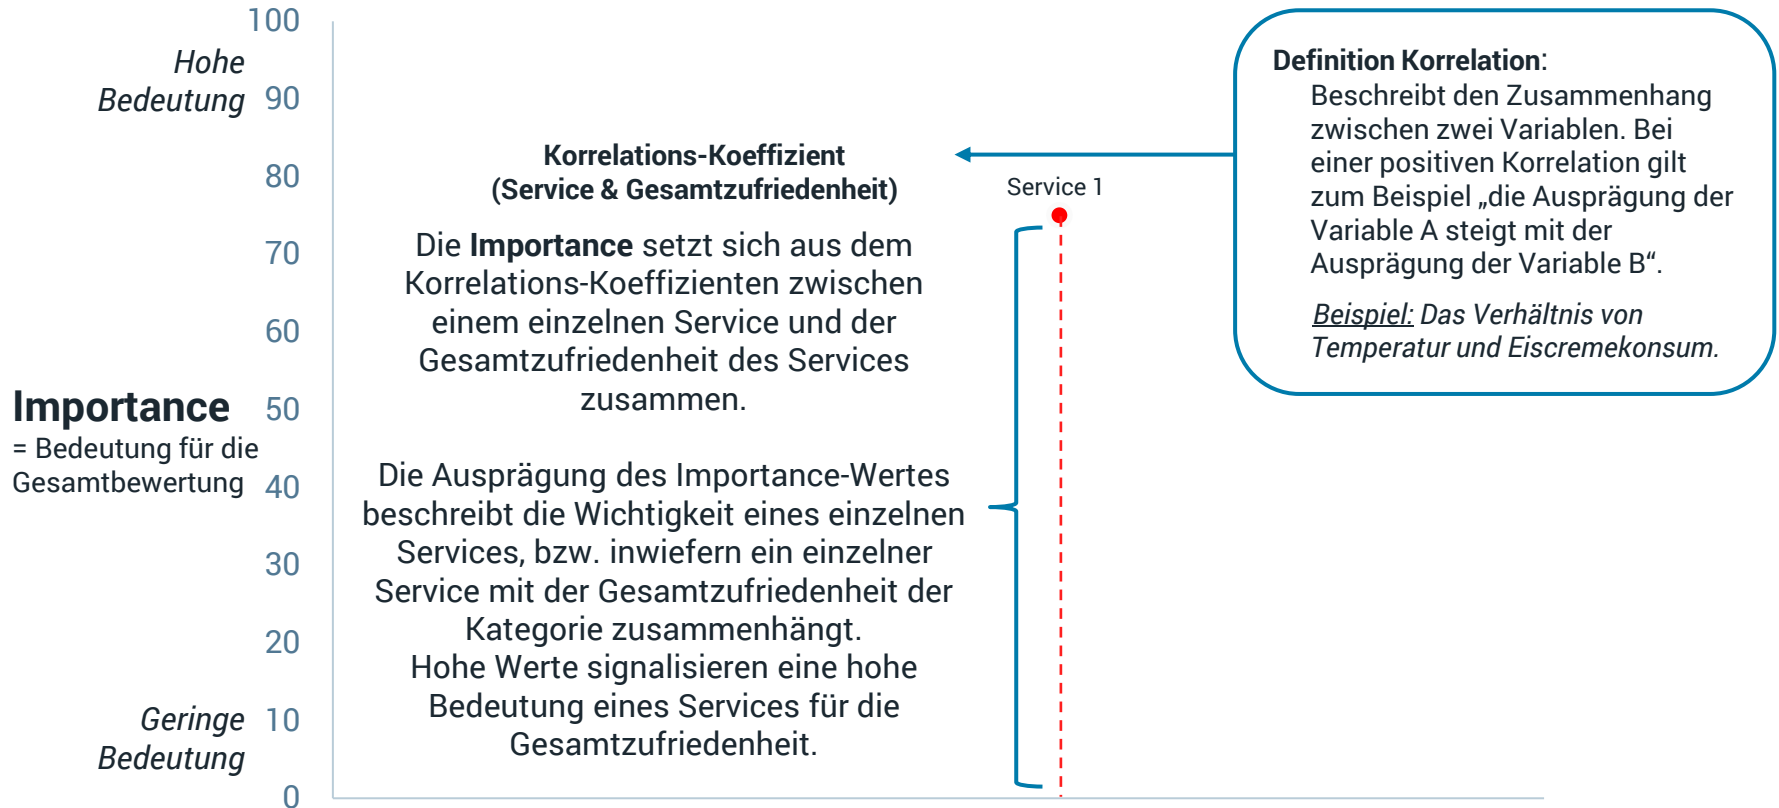 100
Hohe
Bedeutung
90
80
70
60
Importance
50
= Bedeutung für die
Gesamtbewertung
40
30
20
Geringe
Bedeutung
10
0
Korrelations-Koeffizient
(Service & Gesamtzufriedenheit)
Die Importance setzt sich aus dem
Korrelations-Koeffizienten zwischen
einem einzelnen Service und der
Gesamtzufriedenheit des Services
zusammen.
Die Ausprägung des Importance-Wertes
beschreibt die Wichtigkeit eines einzelnen
Services, bzw. inwiefern ein einzelner
Service mit der Gesamtzufriedenheit der
Kategorie zusammenhängt.
Hohe Werte signalisieren eine hohe
Bedeutung eines Services für die
Gesamtzufriedenheit.
Service 1
Definition Korrelation:
Beschreibt den Zusammenhang
zwischen zwei Variablen. Bei
einer positiven Korrelation gilt
zum Beispiel „die Ausprägung der
Variable A steigt mit der
Ausprägung der Variable B“.
Beispiel: Das Verhältnis von
Temperatur und Eiscremekonsum.